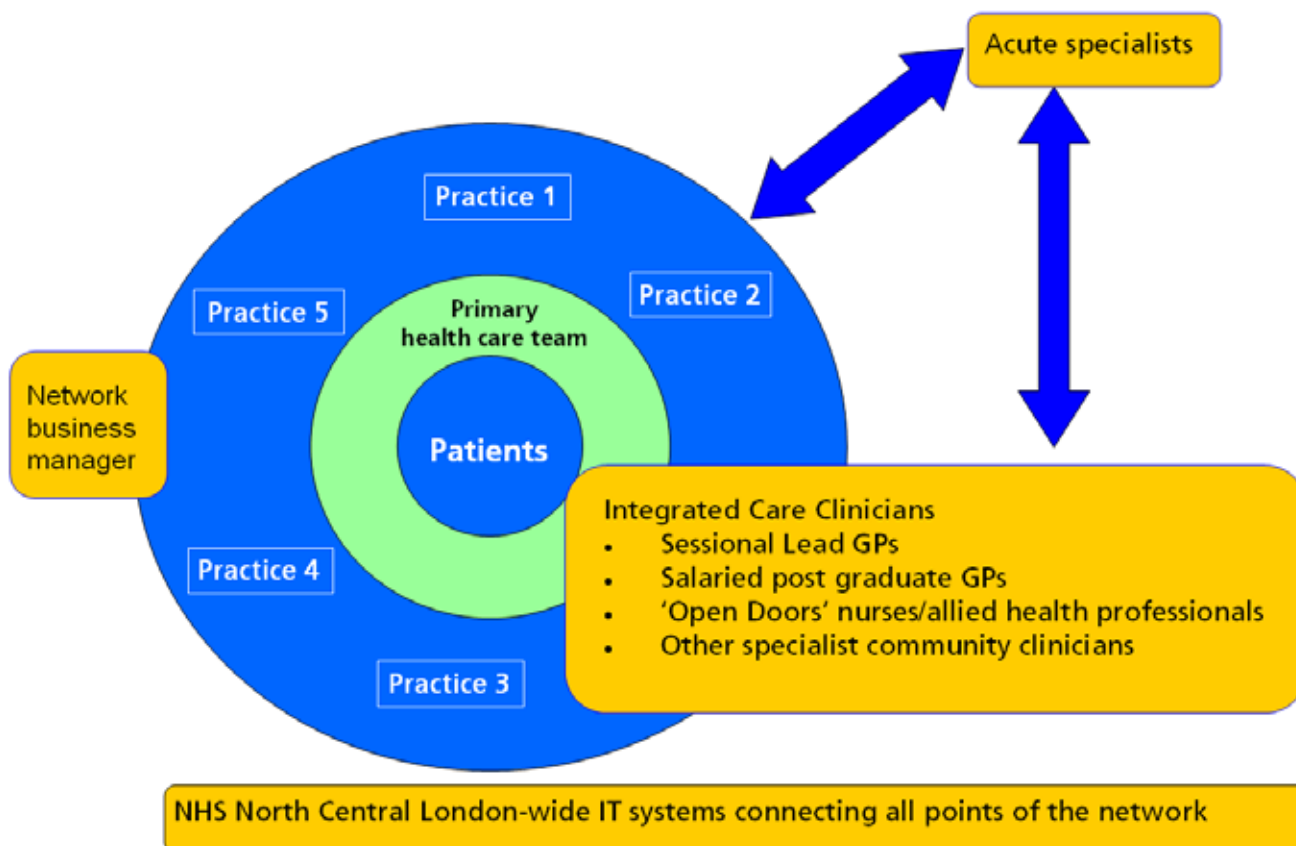 Acute specialists
Practice 1
Practice 2
Practice 5
Primary
health care team
Network
business
manager
Patients
Integrated Care Clinicians
• Sessional Lead GPs
• Salaried post graduate GPs
• ‘Open Doors’ nurses/allied health professionals
• Other specialist community clinicians
Practice 4
Practice 3
NHS North Central London-wide IT systems connecting all points of the network